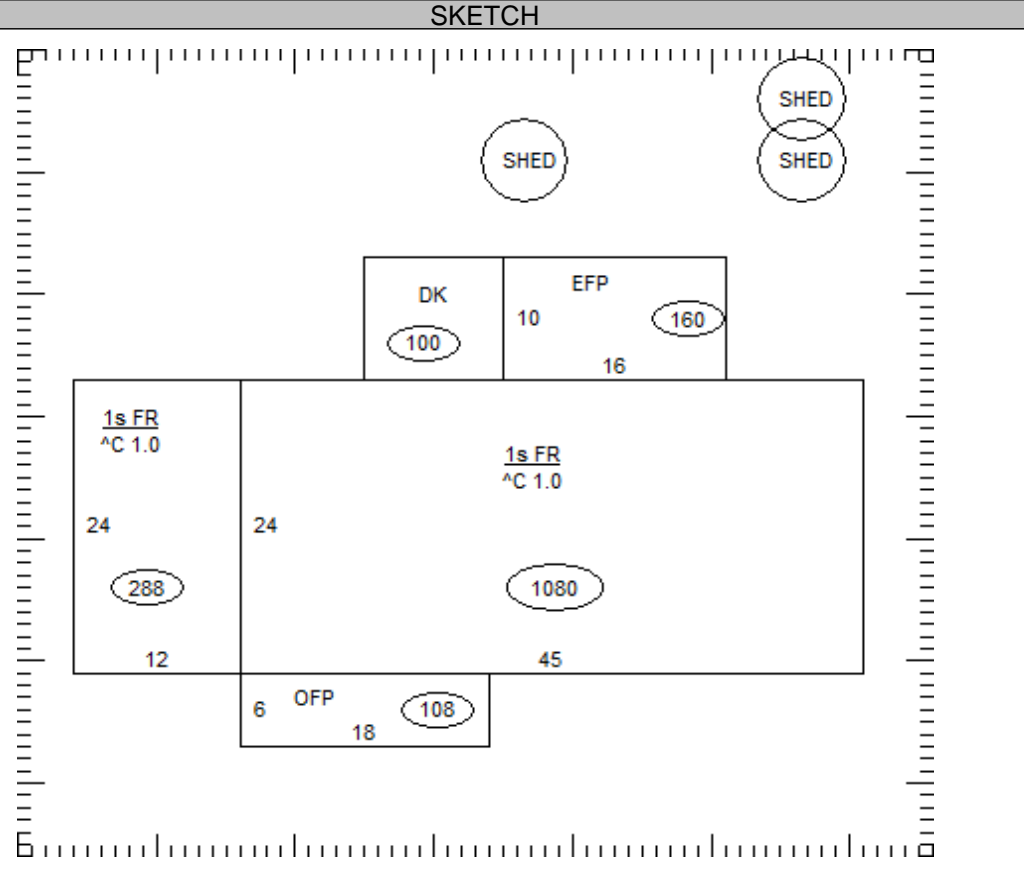 SKETCH
SHED
SHED
SHED
DK
100
EFP
10
160
16
1s FR
^C 1.0
24
288
12
1s FR
^C 1.0
24
1080
45
OFP
6
108
18